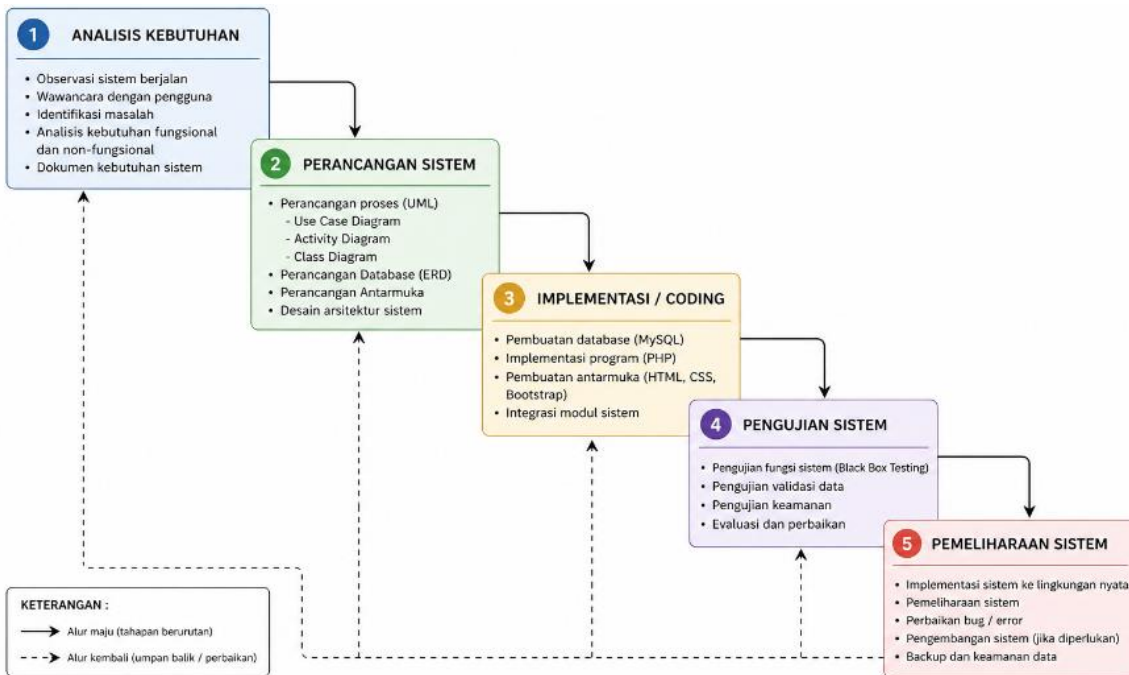 1 ANALISIS KEBUTUHAN
• Observasi sistem berjalan
• Wawancara dengan pengguna
• Identifikasi masalah
• Analisis kebutuhan fungsional
dan non-fungsional
• Dokumen kebutuhan sistem
2 PERANCANGAN SISTEM
• Perancangan proses (UML)
- Use Case Diagram
- Activity Diagram
- Class Diagram
• Perancangan Database (ERD)
• Perancangan Antarmuka
• Desain arsitektur sistem
3 IMPLEMENTASI / CODING
• Pembuatan database (MySQL)
• Implementasi program (PHP)
• Pembuatan antarmuka (HTML, CSS,
Bootstrap)
• Integrasi modul sistem
4 PENGUJIAN SISTEM
• Pengujian fungsi sistem (Black Box Testing)
• Pengujian validasi data
• Pengujian keamanan
• Evaluasi dan perbaikan
5 PEMELIHARAAN SISTEM
• Implementasi sistem ke lingkungan nyata
• Pemeliharaan sistem
• Perbaikan bug / error
• Pengembangan sistem (jika diperlukan)
• Backup dan keamanan data
KETERANGAN :
Alur maju (tahapan berurutan)
Alur kembali (umpan balik / perbaikan)